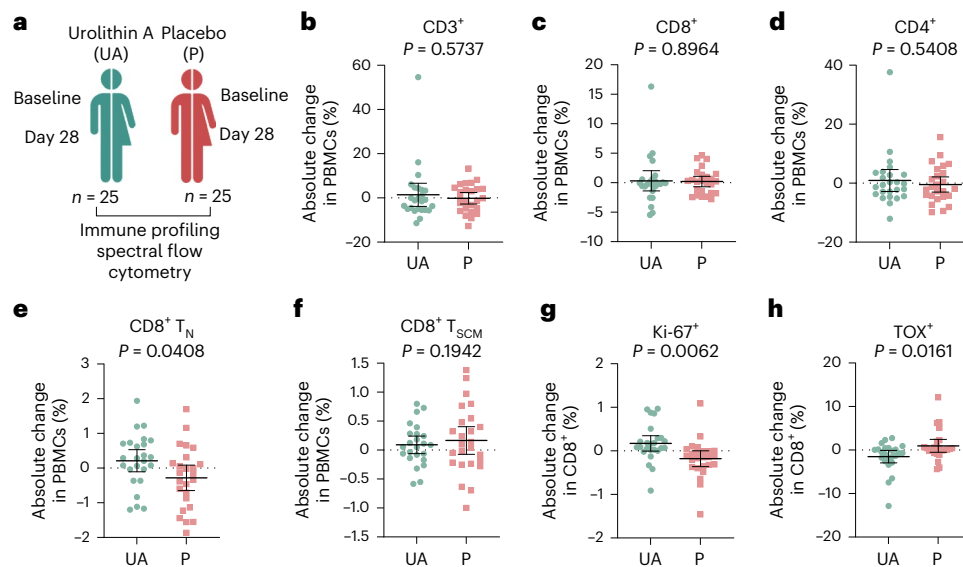 a
Urolithin A Placebo
(UA) (P)
Baseline Baseline
Day 28 Day 28
n = 25 n = 25
Immune profiling
spectral flow
cytometry
b
CD3⁺
P = 0.5737
Absolute change
in PBMCs (%)
60
40
20
0
−20
UA P
c
CD8⁺
P = 0.8964
Absolute change
in PBMCs (%)
20
15
10
5
0
−5
−10
UA P
d
CD4⁺
P = 0.5408
Absolute change
in PBMCs (%)
40
20
0
−20
UA P
e
CD8⁺ T_N
P = 0.0408
Absolute change
in PBMCs (%)
3
2
1
0
−1
−2
UA P
f
CD8⁺ T_SCM
P = 0.1942
Absolute change
in PBMCs (%)
1.5
1.0
0.5
0
−0.5
−1.0
1.5
UA P
g
Ki-67⁺
P = 0.0062
Absolute change
in CD8⁺ (%)
2
1
0
−1
2
UA P
h
TOX⁺
P = 0.0161
Absolute change
in CD8⁺ (%)
20
10
0
−10
−20
UA P